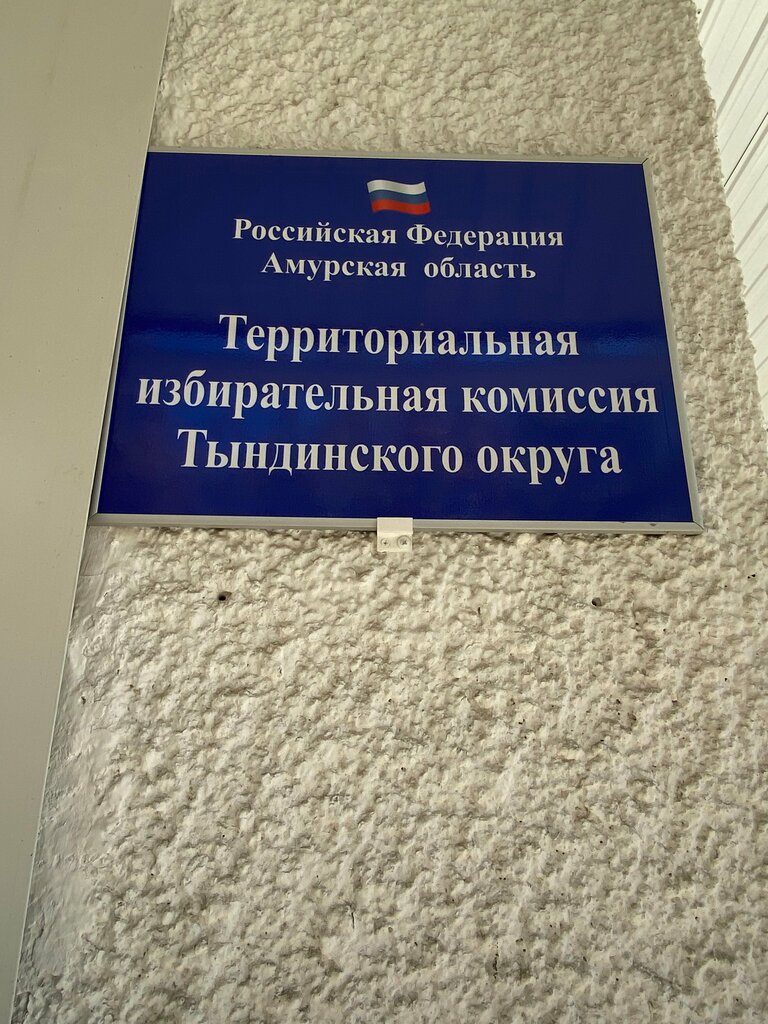 Российская Федерация
Амурская область
Территориальная
избирательная комиссия
Тындинского округа